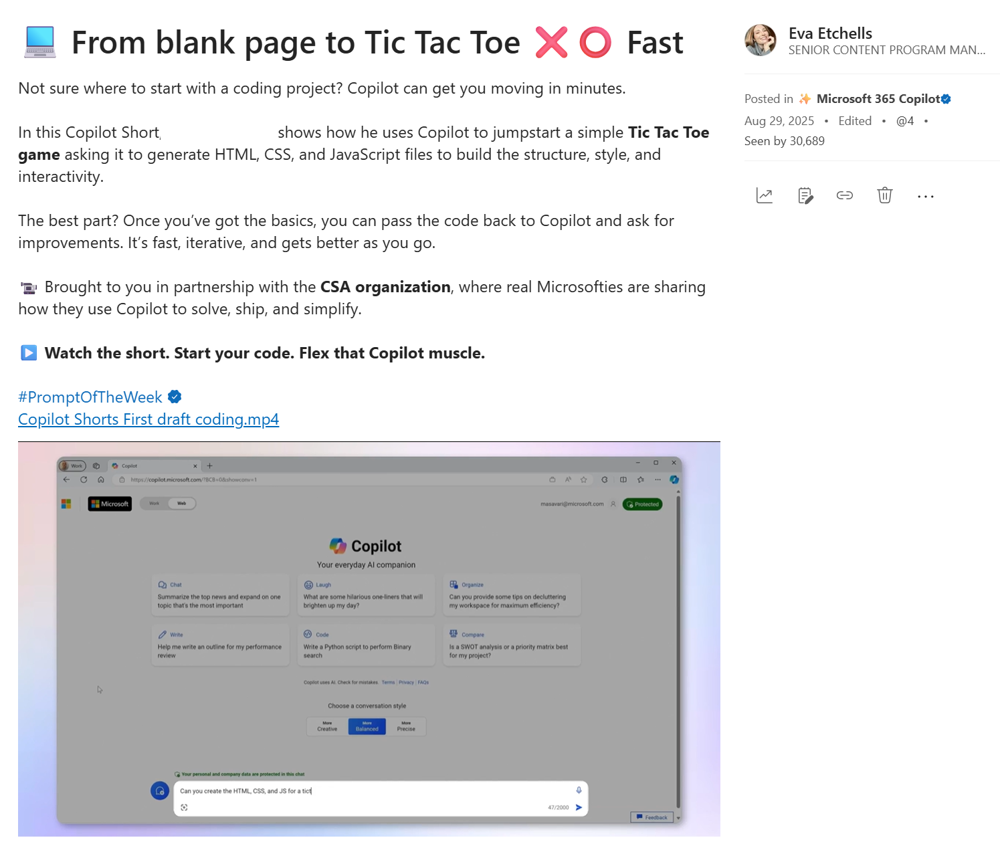 From blank page to Tic Tac Toe ❌ ⭕ Fast
Not sure where to start with a coding project? Copilot can get you moving in minutes.
In this Copilot Short, shows how he uses Copilot to jumpstart a simple Tic Tac Toe
game asking it to generate HTML, CSS, and JavaScript files to build the structure, style, and
interactivity.
The best part? Once you’ve got the basics, you can pass the code back to Copilot and ask for
improvements. It’s fast, iterative, and gets better as you go.
Brought to you in partnership with the CSA organization, where real Microsofties are sharing
how they use Copilot to solve, ship, and simplify.
Watch the short. Start your code. Flex that Copilot muscle.
#PromptOfTheWeek
Copilot Shorts First draft coding.mp4
Work
Copilot
https://copilot.microsoft.com/?BCB=0&showconv=1
Microsoft
Work Web
masavari@microsoft.com
Protected
Copilot
Your everyday AI companion
Chat
Summarize the top news and expand on one
topic that's the most important
Laugh
What are some hilarious one-liners that will
brighten up my day?
Organize
Can you provide some tips on decluttering
my workspace for maximum efficiency?
Write
Help me write an outline for my performance
review
Code
Write a Python script to perform Binary
search
Compare
Is a SWOT analysis or a priority matrix best
for my project?
Copilot uses AI. Check for mistakes. Terms | Privacy | FAQs
Choose a conversation style
More
Creative
More
Balanced
More
Precise
Your personal and company data are protected in this chat
Can you create the HTML, CSS, and JS for a tict
47/2000
Feedback
Eva Etchells
SENIOR CONTENT PROGRAM MAN...
Posted in ✨ Microsoft 365 Copilot
Aug 29, 2025 • Edited • @4 •
Seen by 30,689